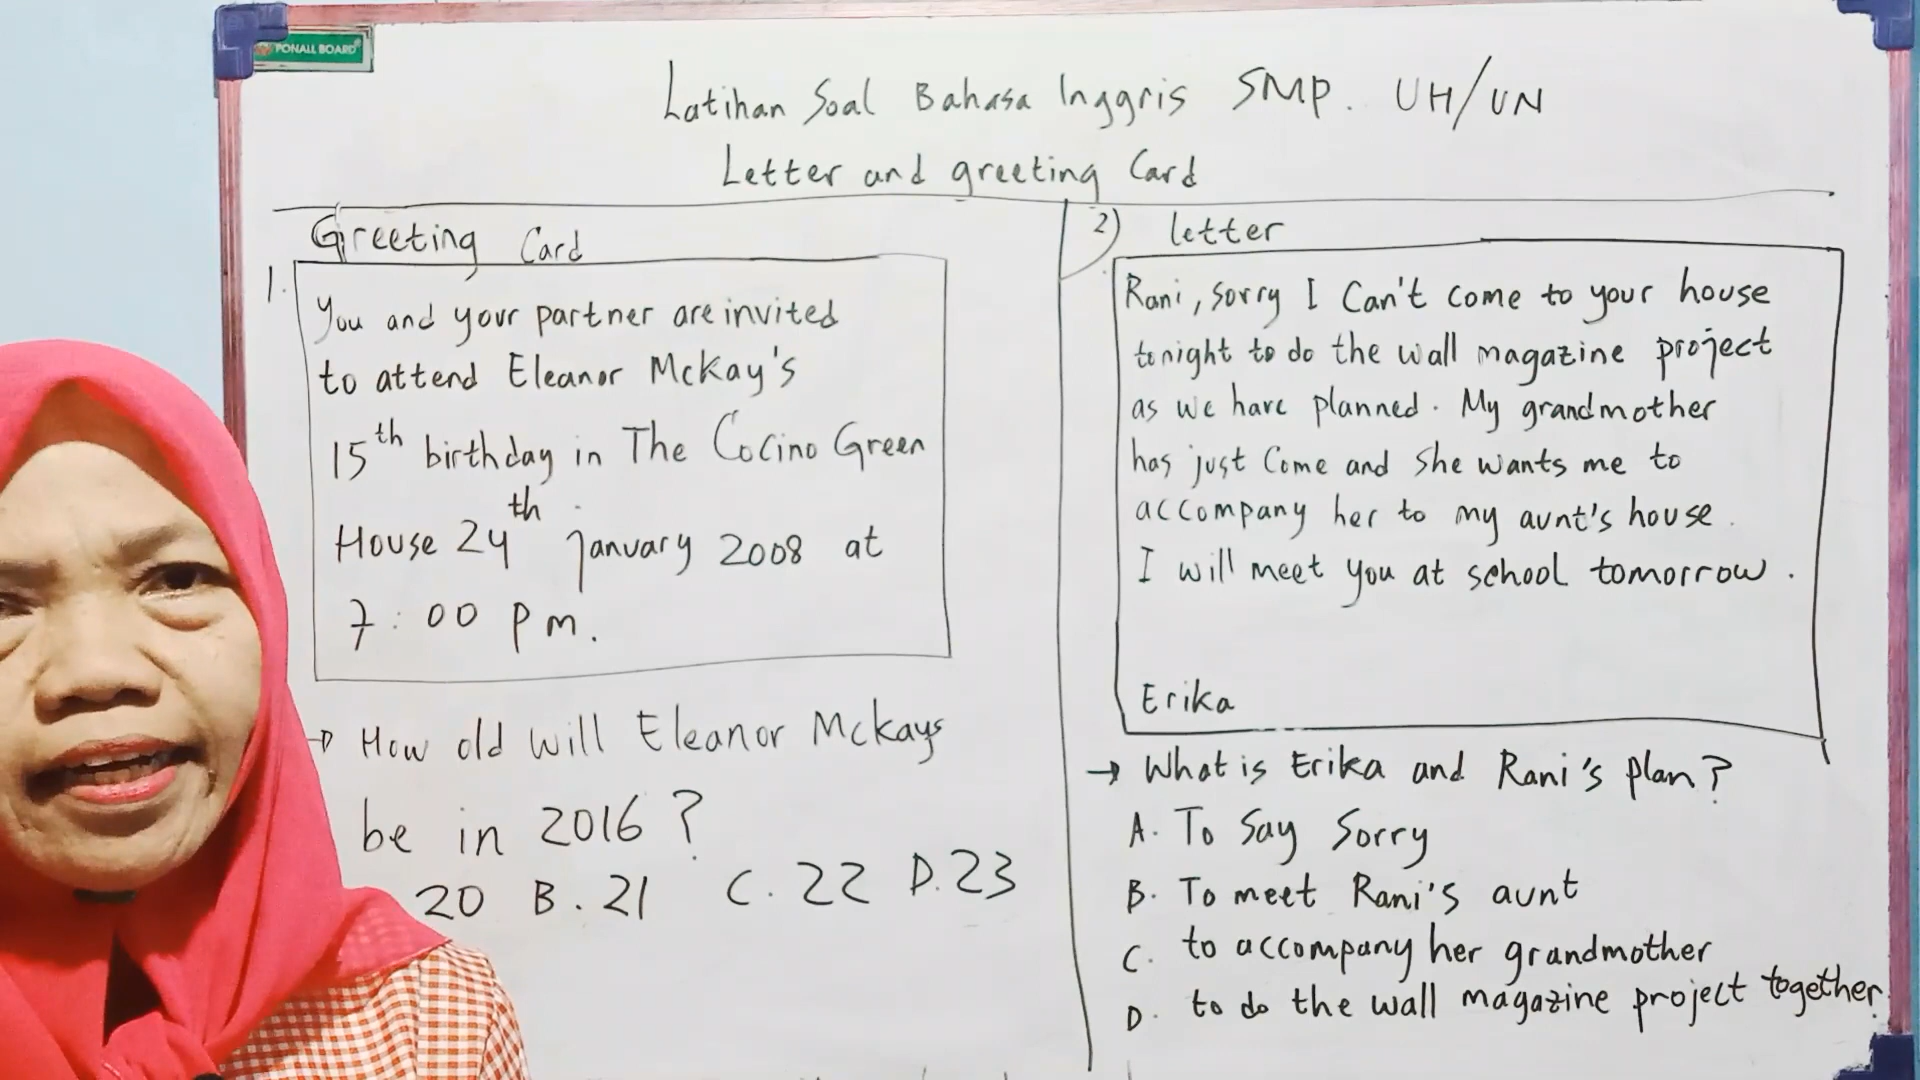 PONALL BOARD
Latihan Soal Bahasa Inggris SMP. UH/UN
Letter and greeting Card
Greeting Card
1.
You and your partner are invited
to attend Eleanor McKay's
15th birthday in The Cocino Green
House 24th january 2008 at
7:00 pm.
→ How old will Eleanor Mckays
be in 2016?
20 B. 21 C. 22 D. 23
2) letter
Rani, sorry I Can't come to your house
tonight to do the wall magazine project
as we have planned. My grandmother
has just Come and she wants me to
accompany her to my aunt's house.
I will meet you at school tomorrow.
Erika
→ What is Erika and Rani's plan?
A. To Say Sorry
B. To meet Rani's aunt
C. to accompany her grandmother
D. to do the wall magazine project together.